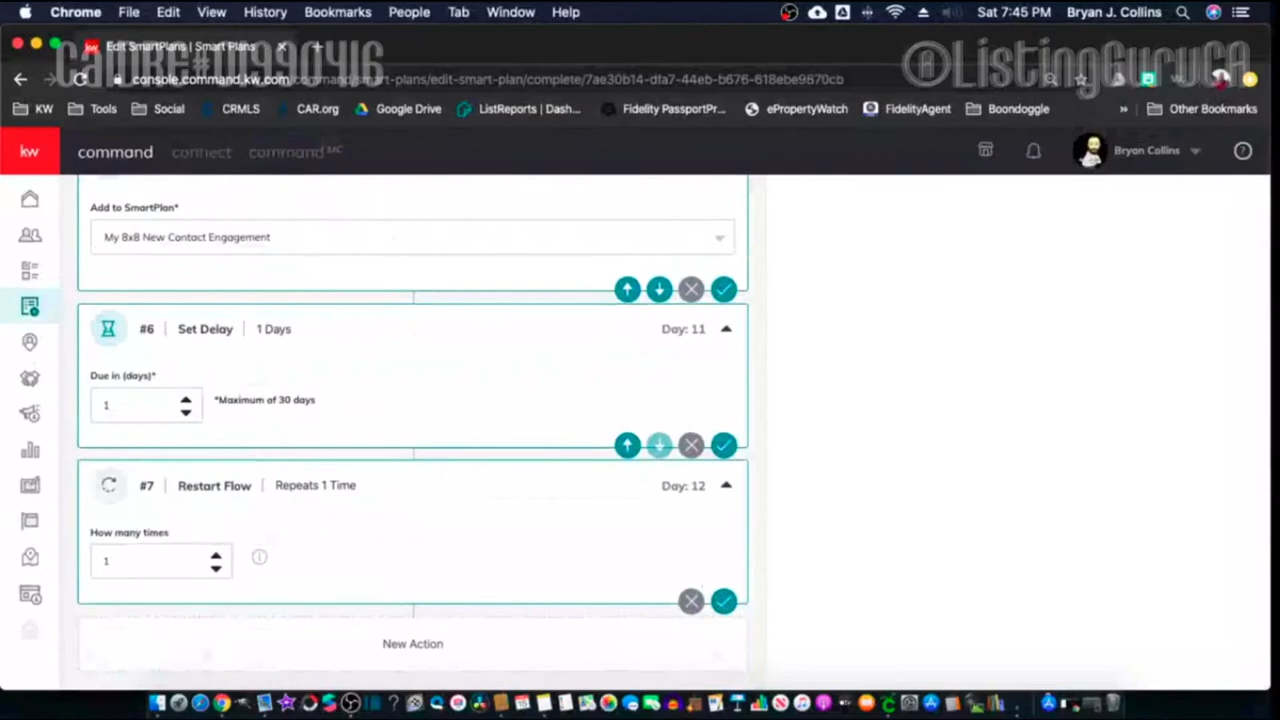 Chrome File Edit View History Bookmarks People Tab Window Help Sat 7:45 PM Bryan J. Collins
kw Edit SmartPlans | Smart Plans
CalDRE#01990416
@ListingGuruCA
console.command.kw.com/command/smart-plans/edit-smart-plan/complete/7ae30b14-dfa7-44eb-b676-618ebe9870cb
KW Tools Social CRMLS CAR.org Google Drive ListReports | Dash... Fidelity PassportPr... ePropertyWatch FidelityAgent Boondoggle » Other Bookmarks
kw command connect command MC Bryan Collins
Add to SmartPlan*
My 8x8 New Contact Engagement
#6 | Set Delay | 1 Days Day: 11
Due in (days)*
1 *Maximum of 30 days
#7 | Restart Flow | Repeats 1 Time Day: 12
How many times
1
New Action